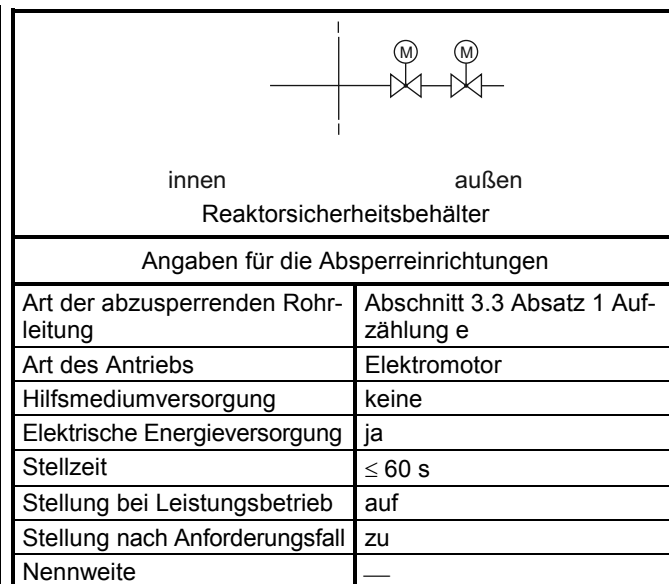 M M
innen außen
Reaktorsicherheitsbehälter
Angaben für die Absperreinrichtungen
Art der abzusperrenden Rohr- Abschnitt 3.3 Absatz 1 Auf-
leitung zählung e
Art des Antriebs Elektromotor
Hilfsmediumversorgung keine
Elektrische Energieversorgung ja
Stellzeit ≤ 60 s
Stellung bei Leistungsbetrieb auf
Stellung nach Anforderungsfall zu
Nennweite —